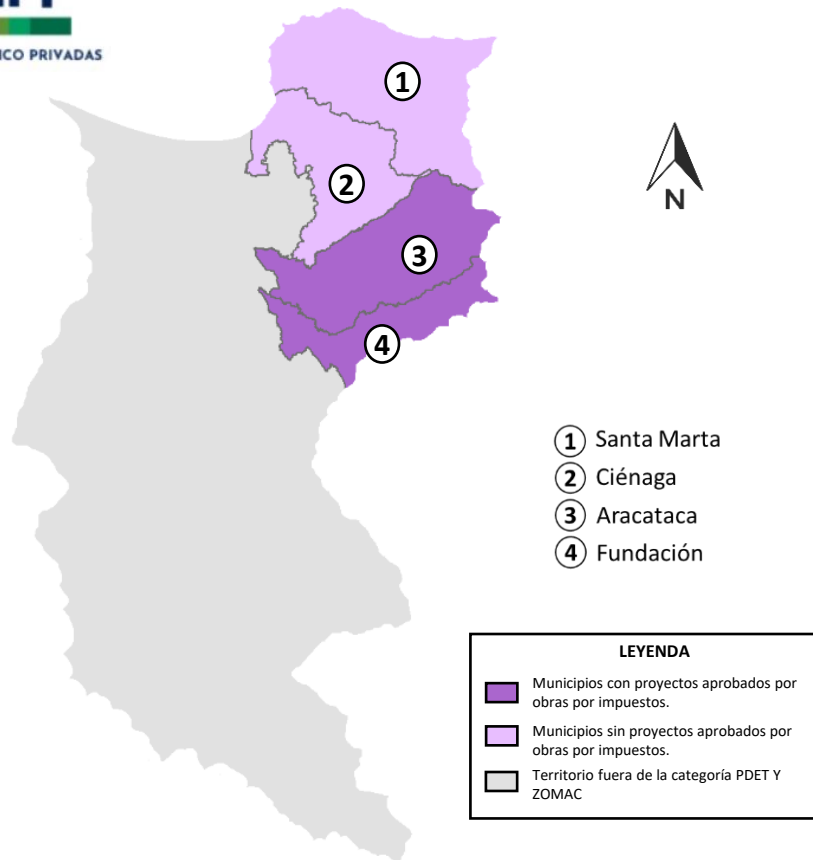 ICO PRIVADAS
1
2
3
4
N
1 Santa Marta
2 Ciénaga
3 Aracataca
4 Fundación
LEYENDA
Municipios con proyectos aprobados por
obras por impuestos.
Municipios sin proyectos aprobados por
obras por impuestos.
Territorio fuera de la categoría PDET Y
ZOMAC